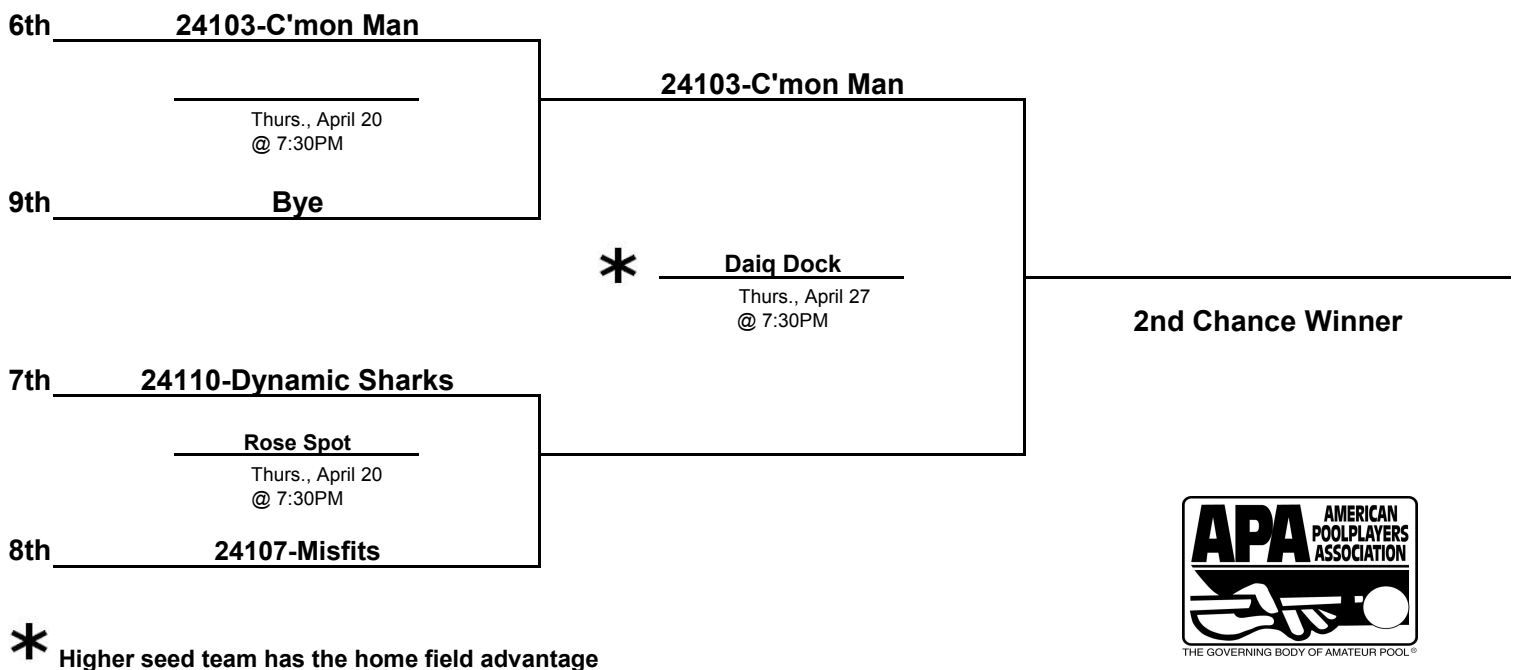 6th 24103-C'mon Man
24103-C'mon Man
Thurs., April 20
@ 7:30PM
9th Bye
* Daiq Dock
Thurs., April 27
@ 7:30PM
2nd Chance Winner
7th 24110-Dynamic Sharks
Rose Spot
Thurs., April 20
@ 7:30PM
8th 24107-Misfits
* Higher seed team has the home field advantage
APA AMERICAN
POOLPLAYERS
ASSOCIATION
THE GOVERNING BODY OF AMATEUR POOL®